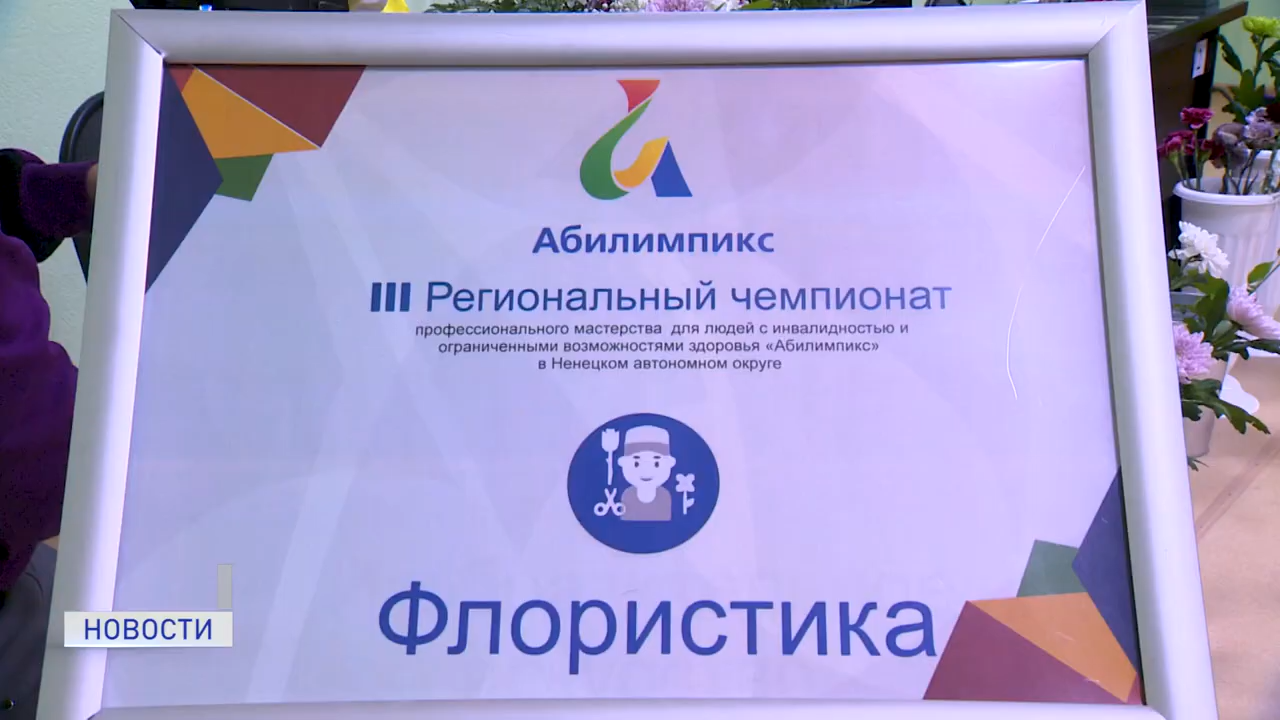 Абилимпикс
III Региональный чемпионат
профессионального мастерства для людей с инвалидностью и
ограниченными возможностями здоровья «Абилимпикс»
в Ненецком автономном округе
Флористика
НОВОСТИ